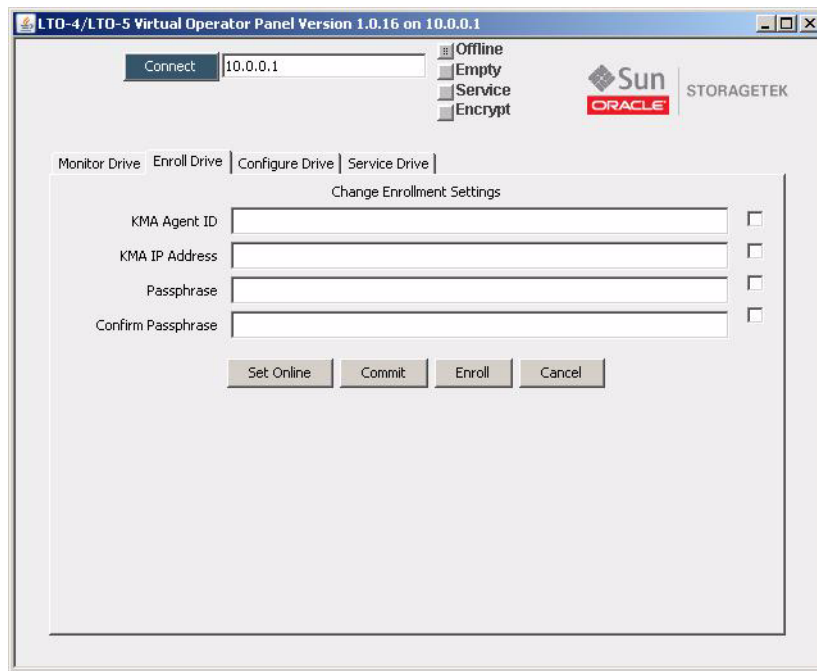 LTO-4/LTO-5 Virtual Operator Panel Version 1.0.16 on 10.0.0.1
Connect 10.0.0.1
Offline
Empty
Service
Encrypt
Sun
ORACLE
STORAGETEK
Monitor Drive Enroll Drive Configure Drive Service Drive
Change Enrollment Settings
KMA Agent ID
KMA IP Address
Passphrase
Confirm Passphrase
Set Online Commit Enroll Cancel